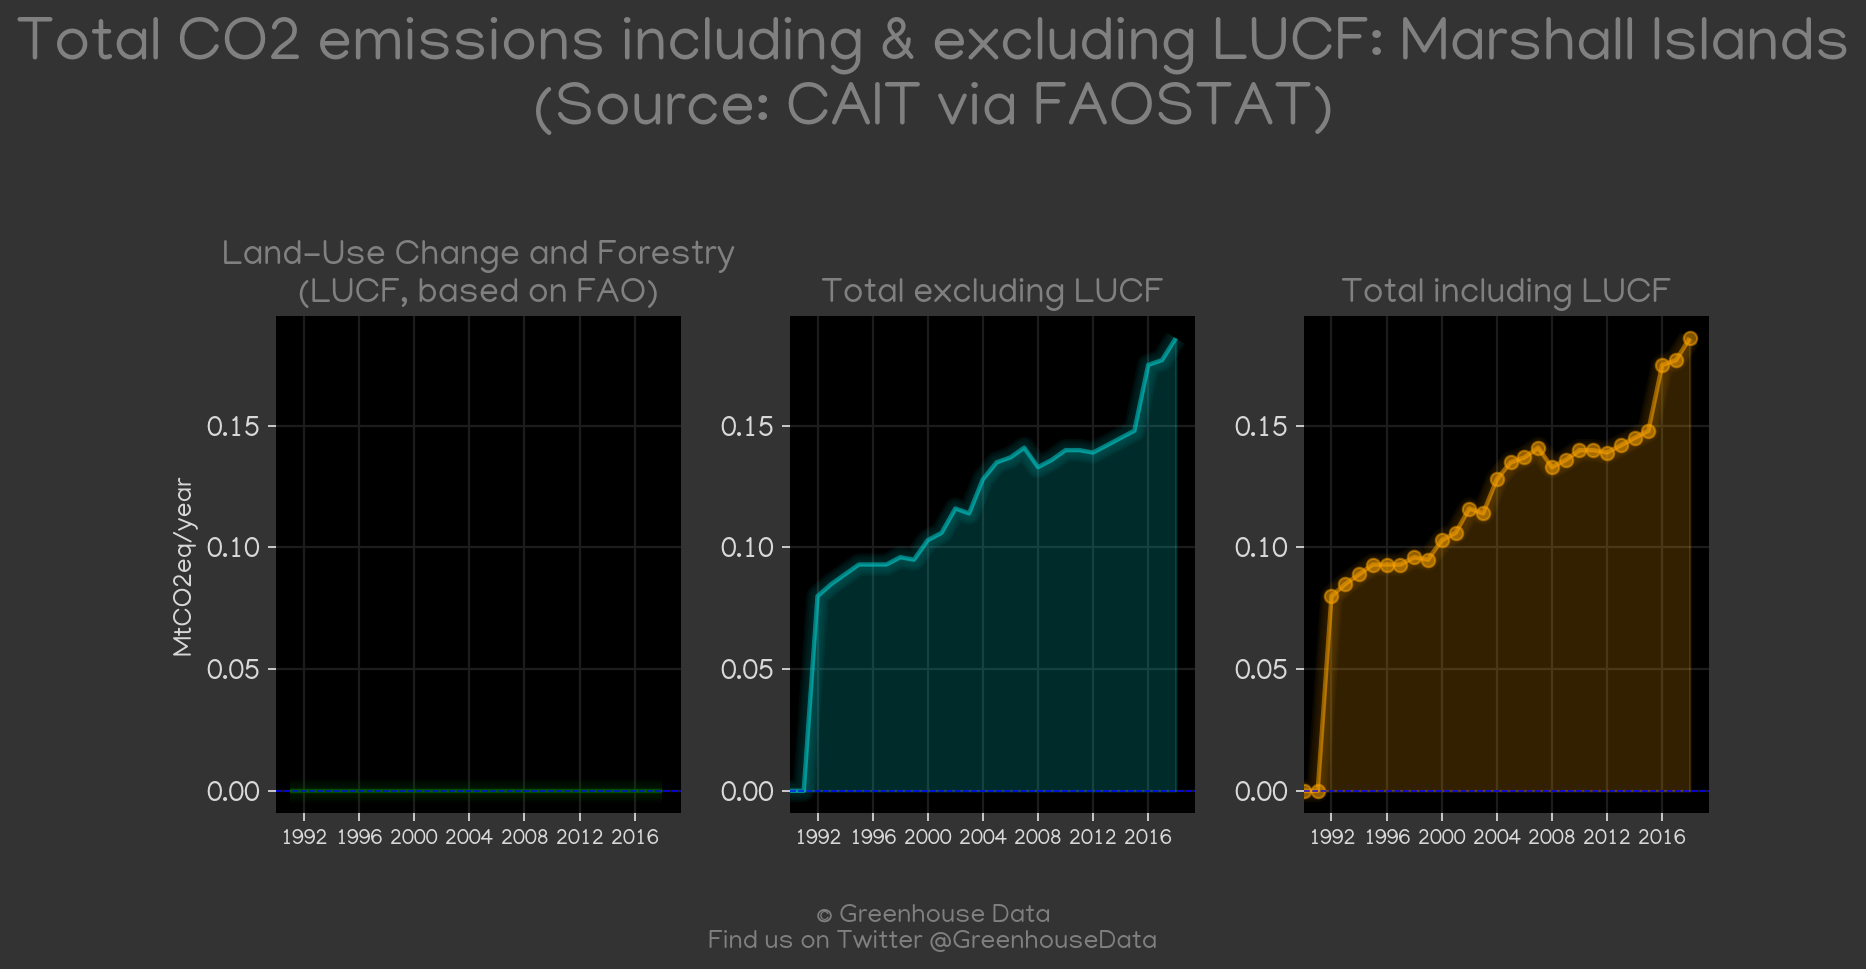 Total CO2 emissions including & excluding LUCF: Marshall Islands
(Source: CAIT via FAOSTAT)
Land-Use Change and Forestry
(LUCF, based on FAO)
Total excluding LUCF
Total including LUCF
MtCO2eq/year
0.15
0.10
0.05
0.00
1992 1996 2000 2004 2008 2012 2016
0.15
0.10
0.05
0.00
1992 1996 2000 2004 2008 2012 2016
0.15
0.10
0.05
0.00
1992 1996 2000 2004 2008 2012 2016
© Greenhouse Data
Find us on Twitter @GreenhouseData